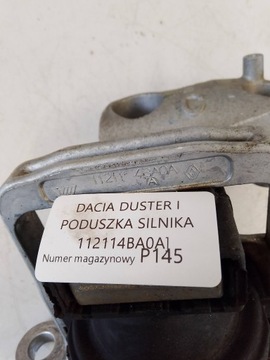 DACIA DUSTER I
PODUSZKA SILNIKA
112114BA0A]
Numer magazynowy P145